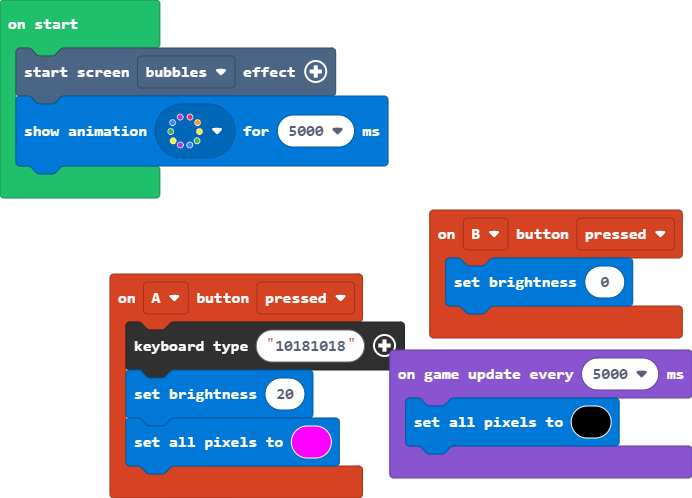 on start
start screen bubbles effect
show animation for 5000 ms
on B button pressed
set brightness 0
on A button pressed
keyboard type "10181018"
set brightness 20
set all pixels to
on game update every 5000 ms
set all pixels to